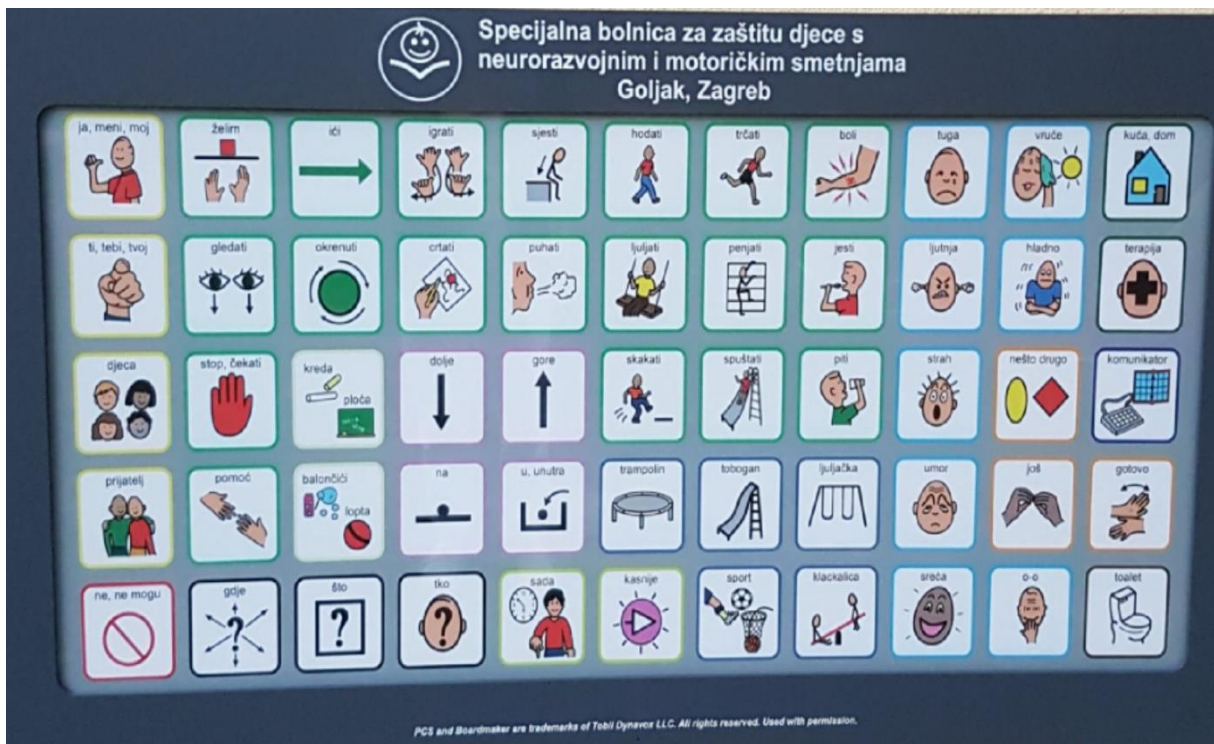 Specijalna bolnica za zaštitu djece s
neurorazvojnim i motoričkim smetnjama
Goljak, Zagreb
ja, meni, moj
želim
ići
igrati
sjesti
hodati
trčati
boli
tuga
vruće
kuća, dom
ti, tebi, tvoj
gledati
okrenuti
crtati
puhati
ljuljati
penjati
jesti
ljutnja
hladno
terapija
djeca
stop, čekati
kreda
ploča
dolje
gore
skakati
spuštati
piti
strah
nešto drugo
komunikator
prijatelj
pomoć
balončići
lopta
na
u, unutra
trampolin
tobogan
ljuljačka
umor
još
gotovo
ne, ne mogu
gdje
što
tko
sada
kasnije
sport
klackalica
sreća
o-o
toalet
PCS and Boardmaker are trademarks of Tobii Dynavox LLC. All rights reserved. Used with permission.